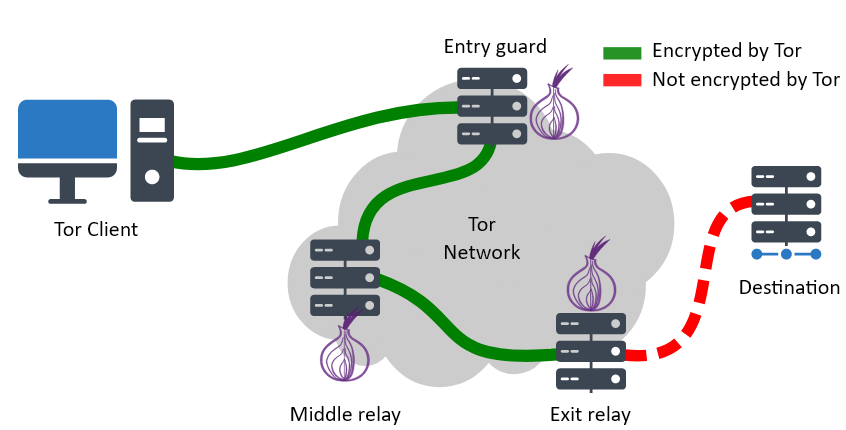 Entry guard
Encrypted by Tor
Not encrypted by Tor
Tor Client
Tor
Network
Destination
Middle relay
Exit relay